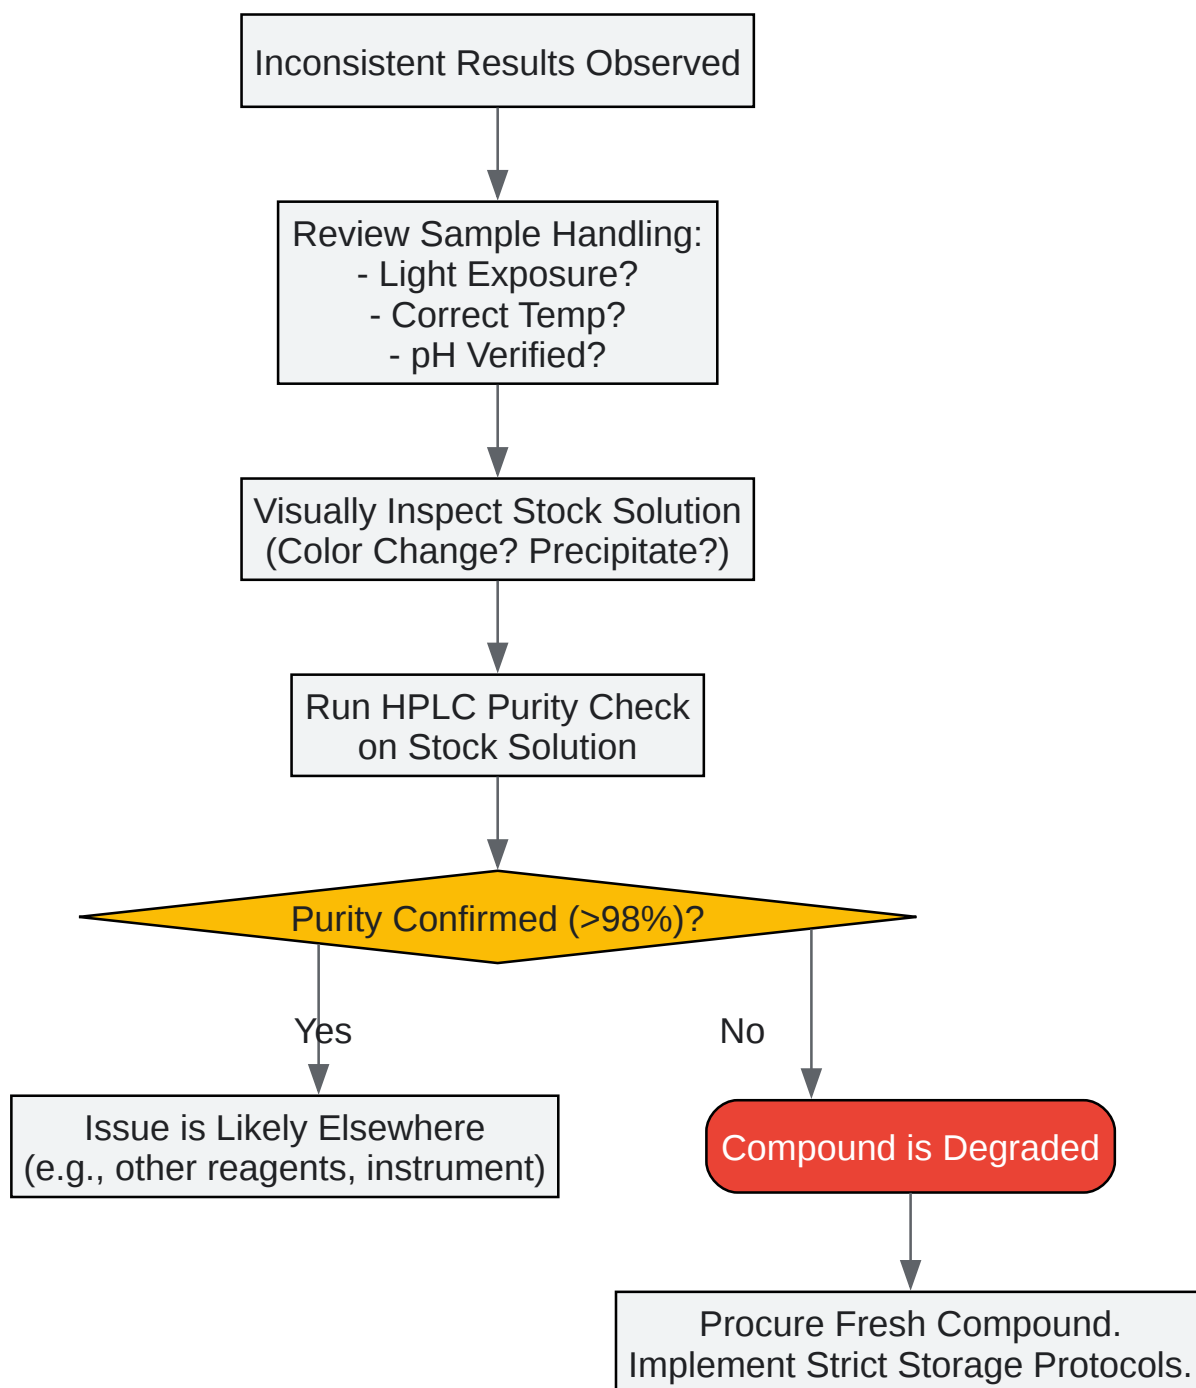 Inconsistent Results Observed
Review Sample Handling:
- Light Exposure?
- Correct Temp?
- pH Verified?
Visually Inspect Stock Solution
(Color Change? Precipitate?)
Run HPLC Purity Check
on Stock Solution
Purity Confirmed (>98%)?
Yes
No
Issue is Likely Elsewhere
(e.g., other reagents, instrument)
Compound is Degraded
Procure Fresh Compound.
Implement Strict Storage Protocols.